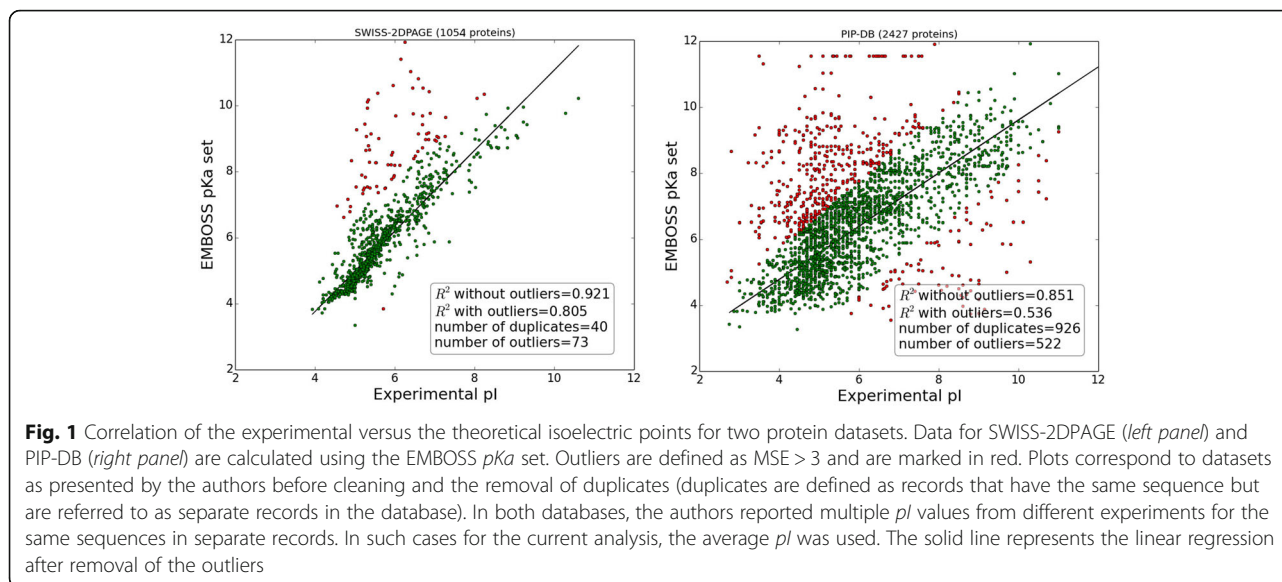 SWISS-2DPAGE (1054 proteins)
12
10
8
6
4
2
EMBOSS pKa set
R² without outliers=0.921
R² with outliers=0.805
number of duplicates=40
number of outliers=73
2 4 6 8 10 12
Experimental pI
PIP-DB (2427 proteins)
12
10
8
6
4
2
EMBOSS pKa set
R² without outliers=0.851
R² with outliers=0.536
number of duplicates=926
number of outliers=522
2 4 6 8 10 12
Experimental pI
Fig. 1 Correlation of the experimental versus the theoretical isoelectric points for two protein datasets. Data for SWISS-2DPAGE (left panel) and
PIP-DB (right panel) are calculated using the EMBOSS pKa set. Outliers are defined as MSE > 3 and are marked in red. Plots correspond to datasets
as presented by the authors before cleaning and the removal of duplicates (duplicates are defined as records that have the same sequence but
are referred to as separate records in the database). In both databases, the authors reported multiple pI values from different experiments for the
same sequences in separate records. In such cases for the current analysis, the average pI was used. The solid line represents the linear regression
after removal of the outliers